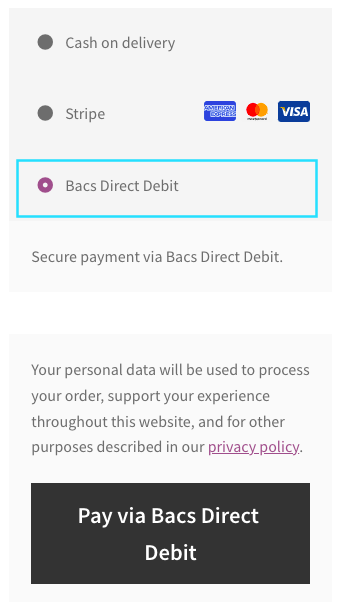 Cash on delivery
Stripe
AMERICAN
EXPRESS
mastercard
VISA
Bacs Direct Debit
Secure payment via Bacs Direct Debit.
Your personal data will be used to process
your order, support your experience
throughout this website, and for other
purposes described in our privacy policy.
Pay via Bacs Direct
Debit